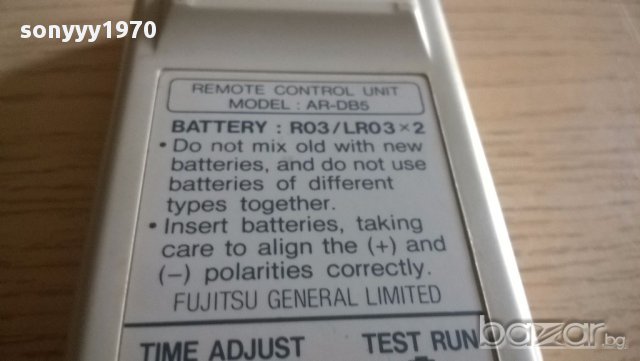 sonyyy1970
REMOTE CONTROL UNIT
MODEL : AR-DB5
BATTERY : R03/LR03×2
• Do not mix old with new
batteries, and do not use
batteries of different
types together.
• Insert batteries, taking
care to align the (+) and
(−) polarities correctly.
FUJITSU GENERAL LIMITED
TIME ADJUST TEST RUN
bazar.bg